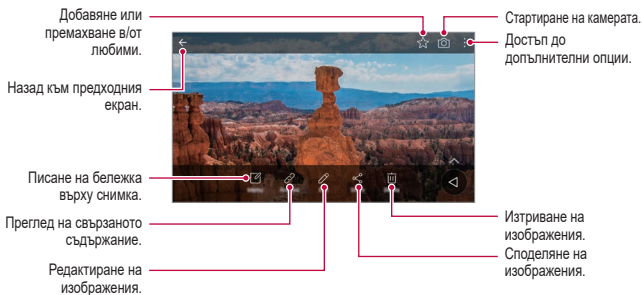 Добавяне или
премахване в/от
любими.
Назад към предходния
екран.
Писане на бележка
върху снимка.
Преглед на свързаното
съдържание.
Редактиране на
изображения.
Стартиране на камерата.
Достъп до
допълнителни опции.
Изтриване на
изображения.
Споделяне на
изображения.